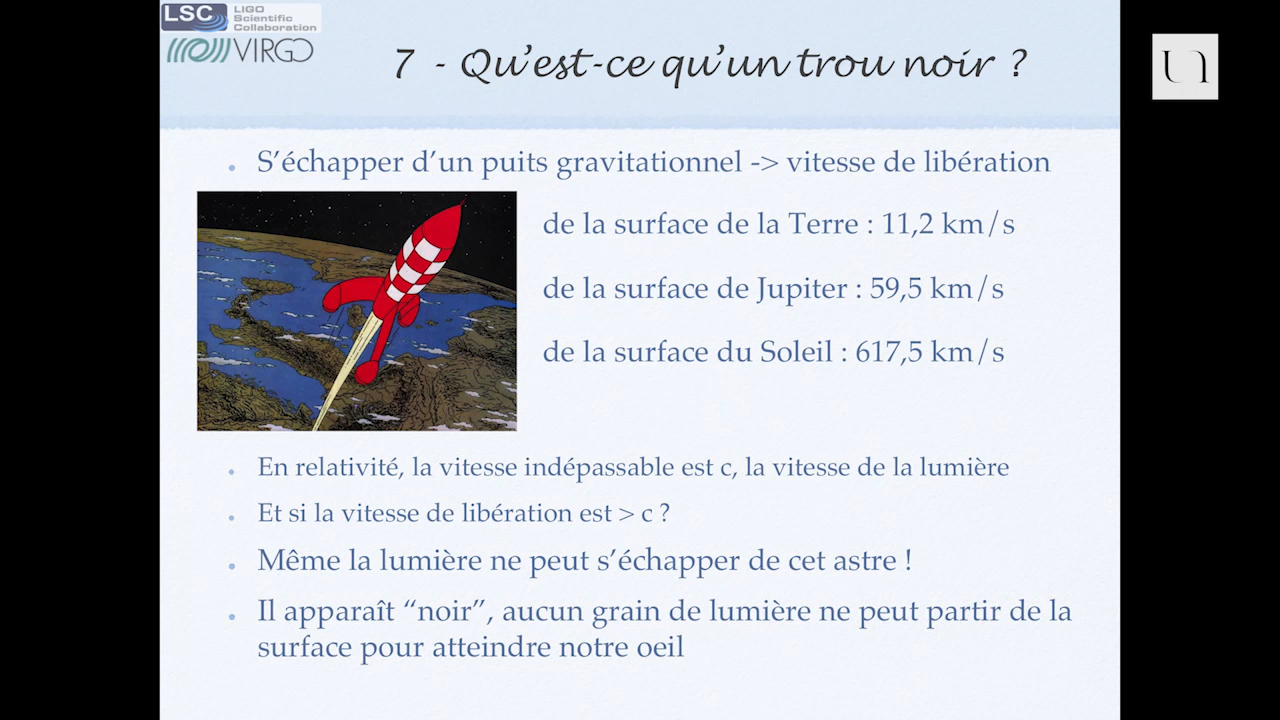 LSC
LIGO
Scientific
Collaboration
VIRGO
7 - Qu'est-ce qu'un trou noir ?
S'échapper d'un puits gravitationnel -> vitesse de libération
de la surface de la Terre : 11,2 km/s
de la surface de Jupiter : 59,5 km/s
de la surface du Soleil : 617,5 km/s
En relativité, la vitesse indépassable est c, la vitesse de la lumière
Et si la vitesse de libération est > c ?
Même la lumière ne peut s'échapper de cet astre !
Il apparaît “noir”, aucun grain de lumière ne peut partir de la
surface pour atteindre notre oeil